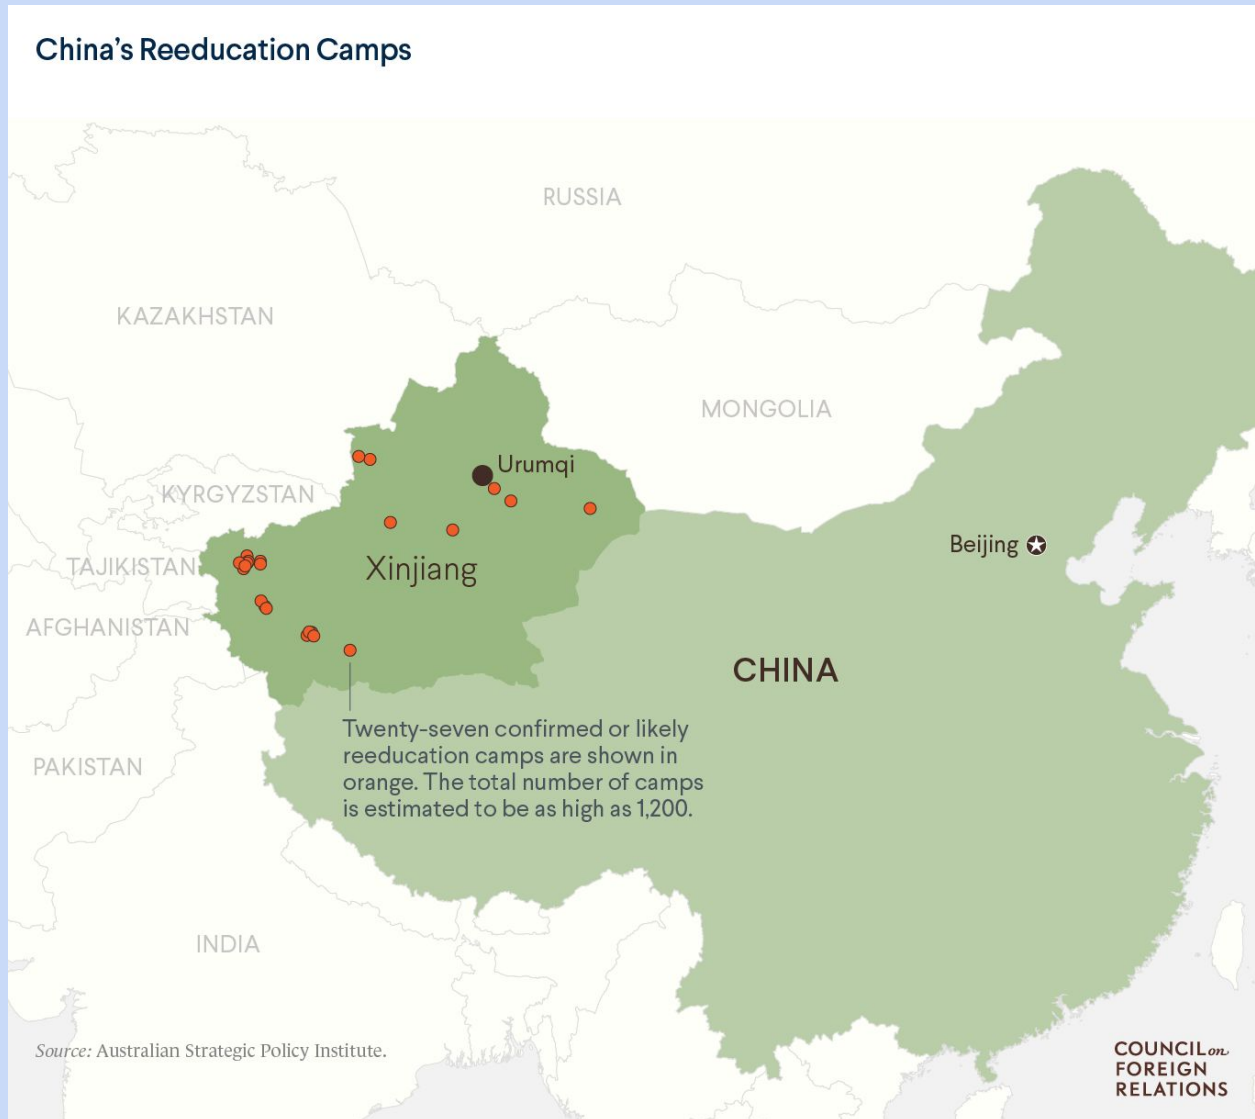 China's Reeducation Camps
RUSSIA
KAZAKHSTAN
MONGOLIA
Urumqi
KYRGYZSTAN
Beijing
TAJIKISTAN
Xinjiang
AFGHANISTAN
CHINA
Twenty-seven confirmed or likely
reeducation camps are shown in
orange. The total number of camps
is estimated to be as high as 1,200.
PAKISTAN
INDIA
Source: Australian Strategic Policy Institute.
COUNCIL on
FOREIGN
RELATIONS